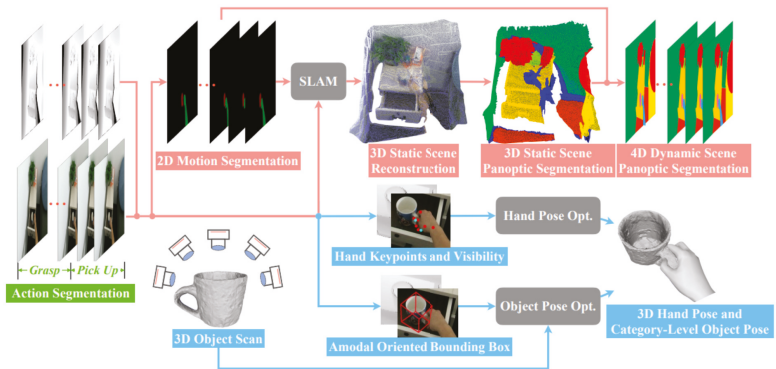 SLAM
2D Motion Segmentation
3D Static Scene
Reconstruction
3D Static Scene
Panoptic Segmentation
4D Dynamic Scene
Panoptic Segmentation
Grasp
Pick Up
Action Segmentation
3D Object Scan
Hand Keypoints and Visibility
Hand Pose Opt.
Amodal Oriented Bounding Box
Object Pose Opt.
3D Hand Pose and
Category-Level Object Pose